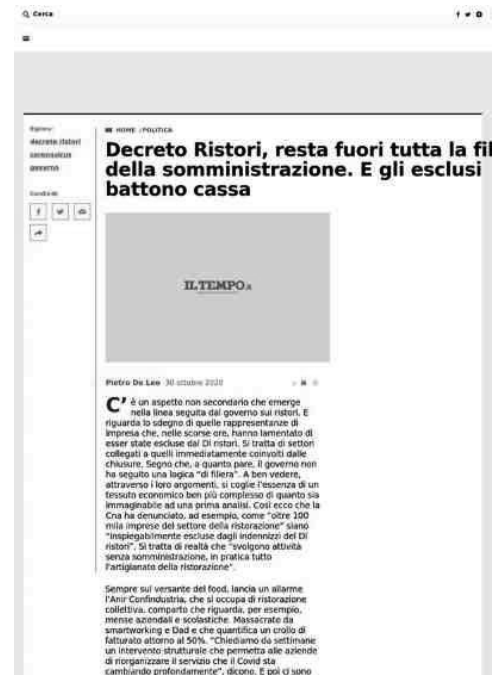 Cerca
HOME / POLITICA
decreto ristori
coronavirus
governo
Decreto Ristori, resta fuori tutta la fil
della somministrazione. E gli esclusi
battono cassa
IL TEMPO.it
Pietro De Leo 30 ottobre 2020
C' è un aspetto non secondario che emerge
nella linea seguita dal governo sui ristori. E
riguarda lo sdegno di quelle rappresentanze di
impresa che, nelle scorse ore, hanno lamentato di
esser state escluse dal Dl ristori. Si tratta di settori
collegati a quelli immediatamente coinvolti dalle
chiusure. Segno che, a quanto pare, il governo non
ha seguito una logica "di filiera". A ben vedere,
attraverso i loro argomenti, si coglie l'essenza di un
tessuto economico ben più complesso di quanto sia
immaginabile ad una prima analisi. Così ecco che la
Cna ha denunciato, ad esempio, come "oltre 100
mila imprese del settore della ristorazione" siano
"inspiegabilmente escluse dagli indennizzi del Dl
ristori". Si tratta di realtà che "svolgono attività
senza somministrazione, in pratica tutto
l'artigianato della ristorazione".
Sempre sul versante del food, lancia un allarme
l'Anir Confindustria, che si occupa di ristorazione
collettiva, comparto che riguarda, per esempio,
mense aziendali e scolastiche. Massacrato da
smartworking e Dad e che quantifica un crollo di
fatturato attorno al 50%. "Chiediamo da settimane
un intervento strutturale che permetta alle aziende
di riorganizzare il servizio che il Covid sta
cambiando profondamente", dicono. E poi ci sono